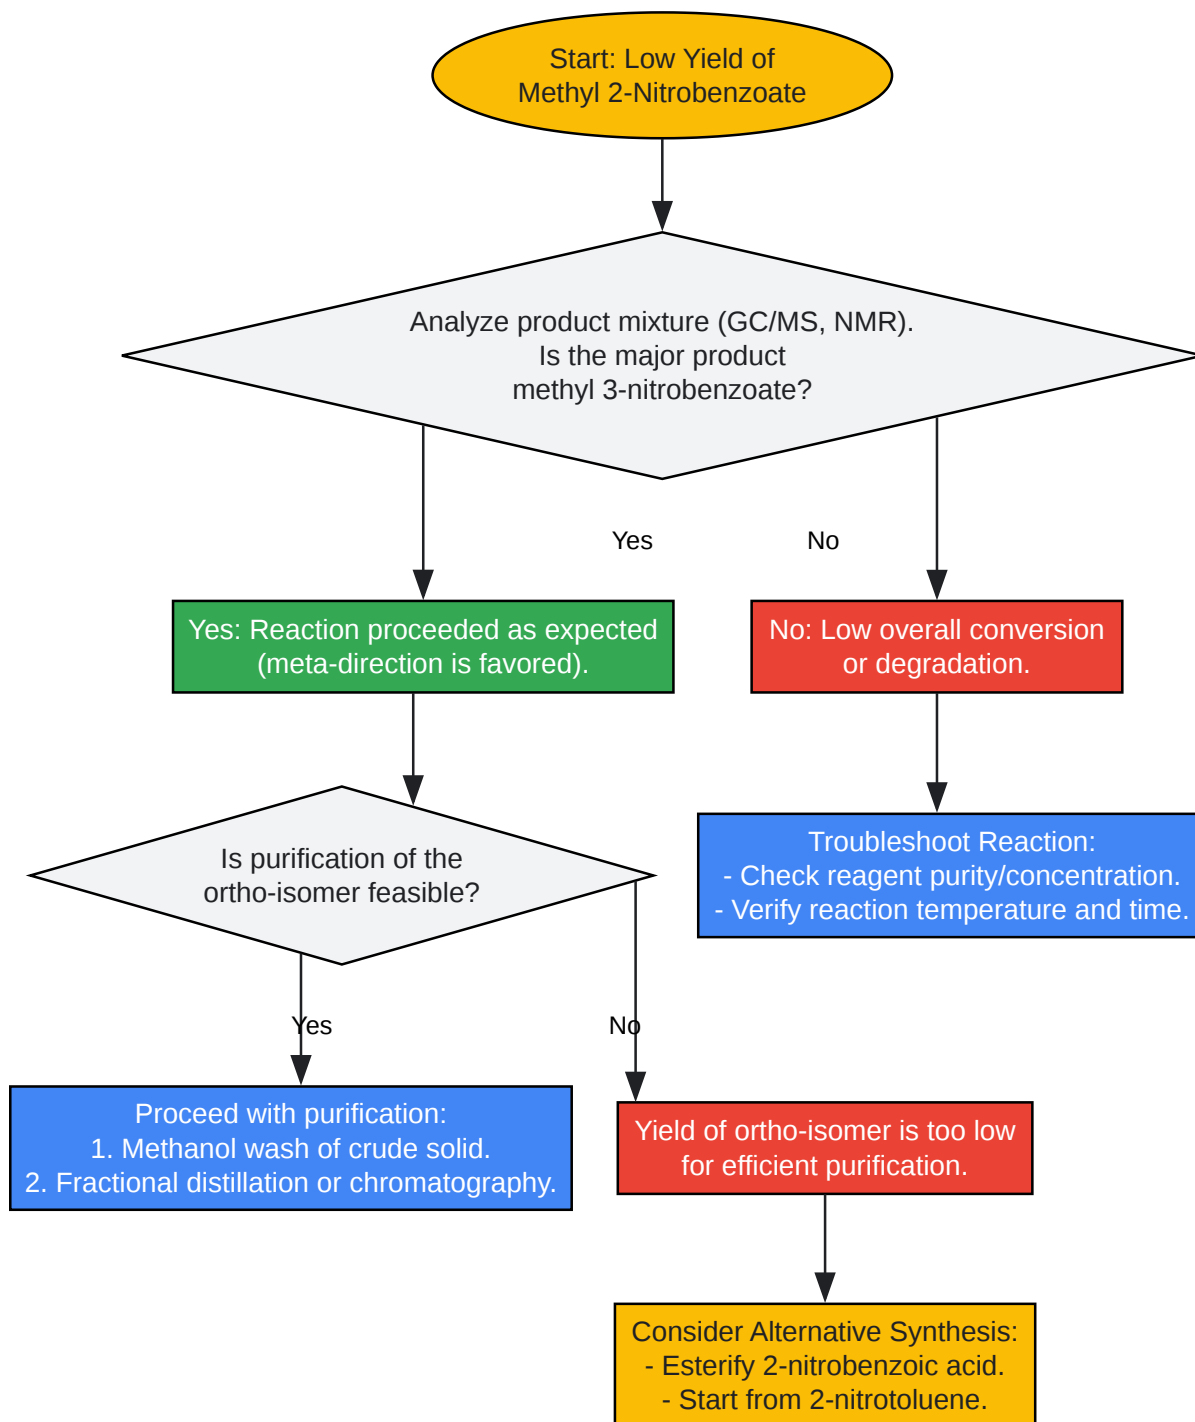 Start: Low Yield of
Methyl 2-Nitrobenzoate
Analyze product mixture (GC/MS, NMR).
Is the major product
methyl 3-nitrobenzoate?
Yes
No
Yes: Reaction proceeded as expected
(meta-direction is favored).
No: Low overall conversion
or degradation.
Is purification of the
ortho-isomer feasible?
Troubleshoot Reaction:
- Check reagent purity/concentration.
- Verify reaction temperature and time.
Yes
No
Proceed with purification:
1. Methanol wash of crude solid.
2. Fractional distillation or chromatography.
Yield of ortho-isomer is too low
for efficient purification.
Consider Alternative Synthesis:
- Esterify 2-nitrobenzoic acid.
- Start from 2-nitrotoluene.